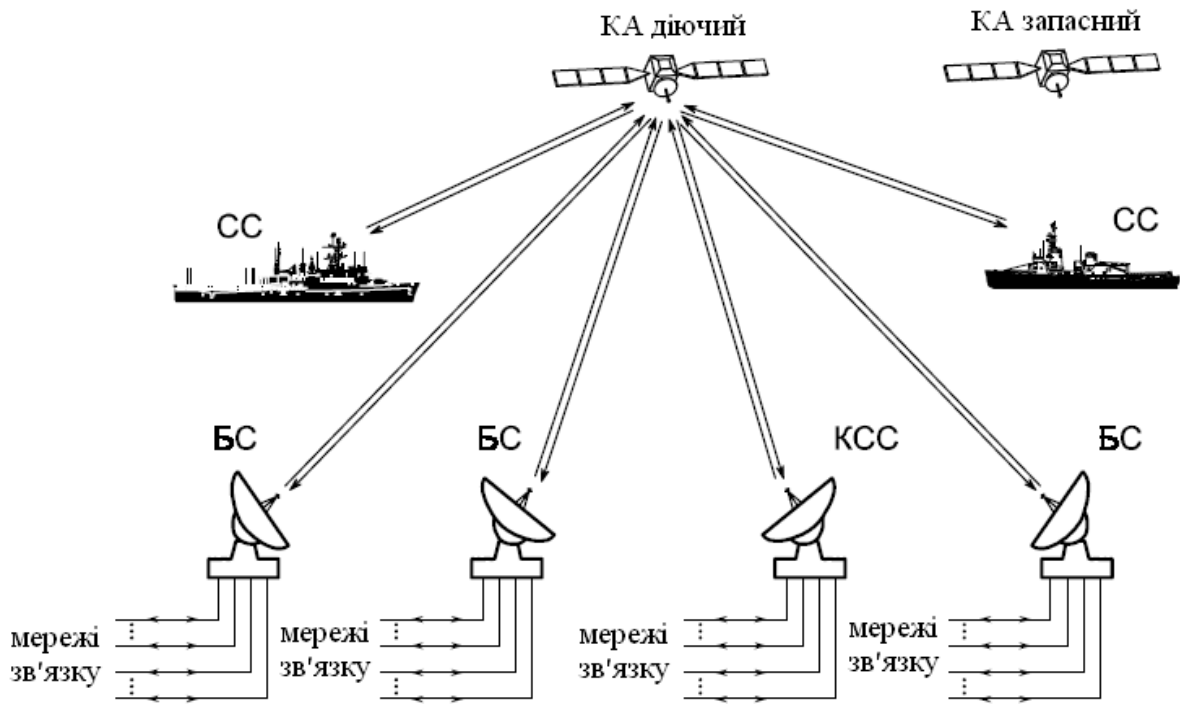 КА діючий
КА запасний
СС
СС
БС
БС
КСС
БС
мережі
зв'язку
мережі
зв'язку
мережі
зв'язку
мережі
зв'язку